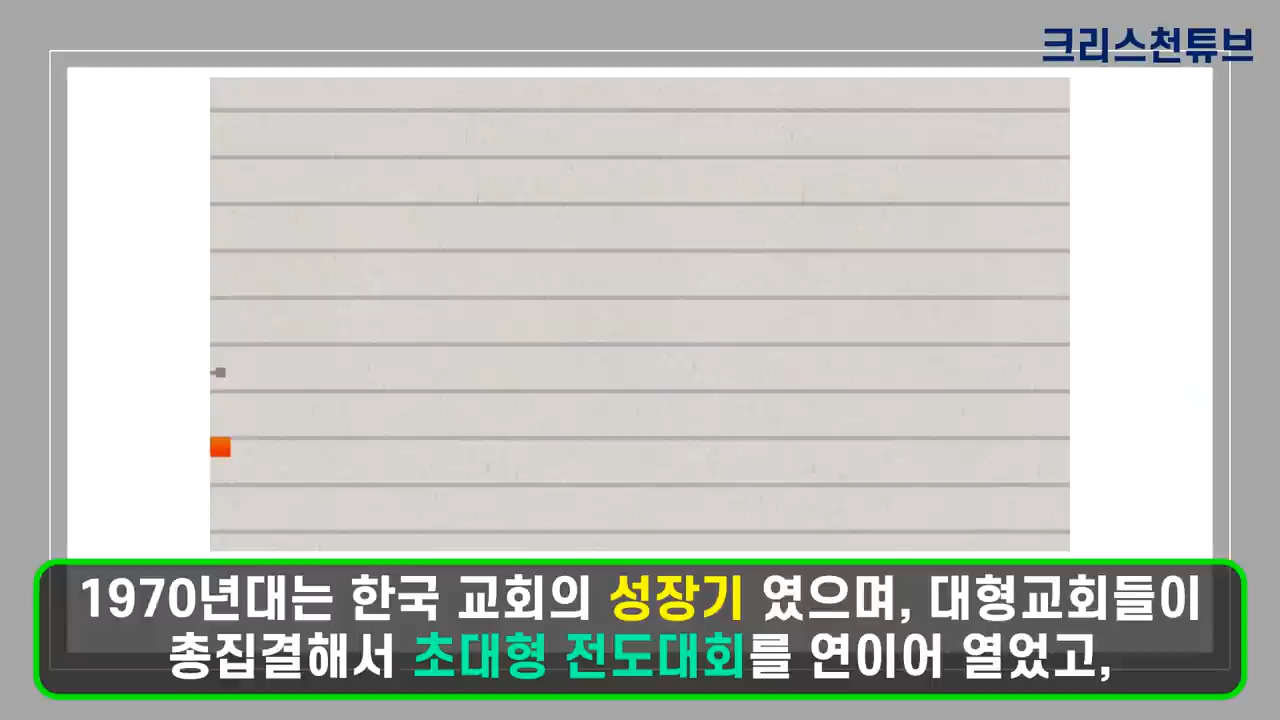 크리스천튜브
1970년대는 한국 교회의 성장기 였으며, 대형교회들이
총집결해서 초대형 전도대회를 연이어 열었고,